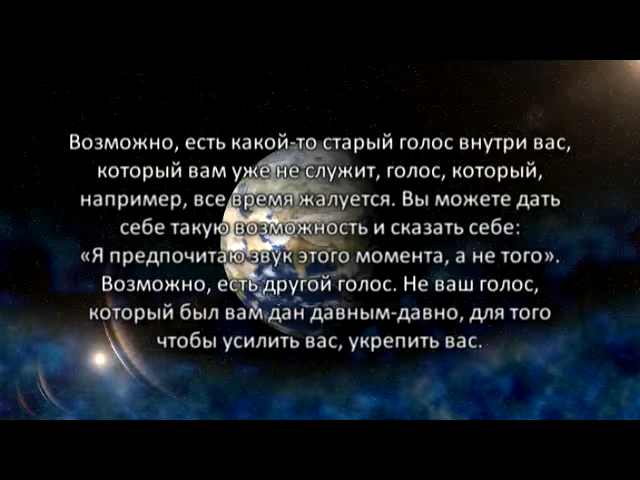 Возможно, есть какой-то старый голос внутри вас,
который вам уже не служит, голос, который,
например, все время жалуется. Вы можете дать
себе такую возможность и сказать себе:
«Я предпочитаю звук этого момента, а не того».
Возможно, есть другой голос. Не ваш голос,
который был вам дан давным-давно, для того
чтобы усилить вас, укрепить вас.